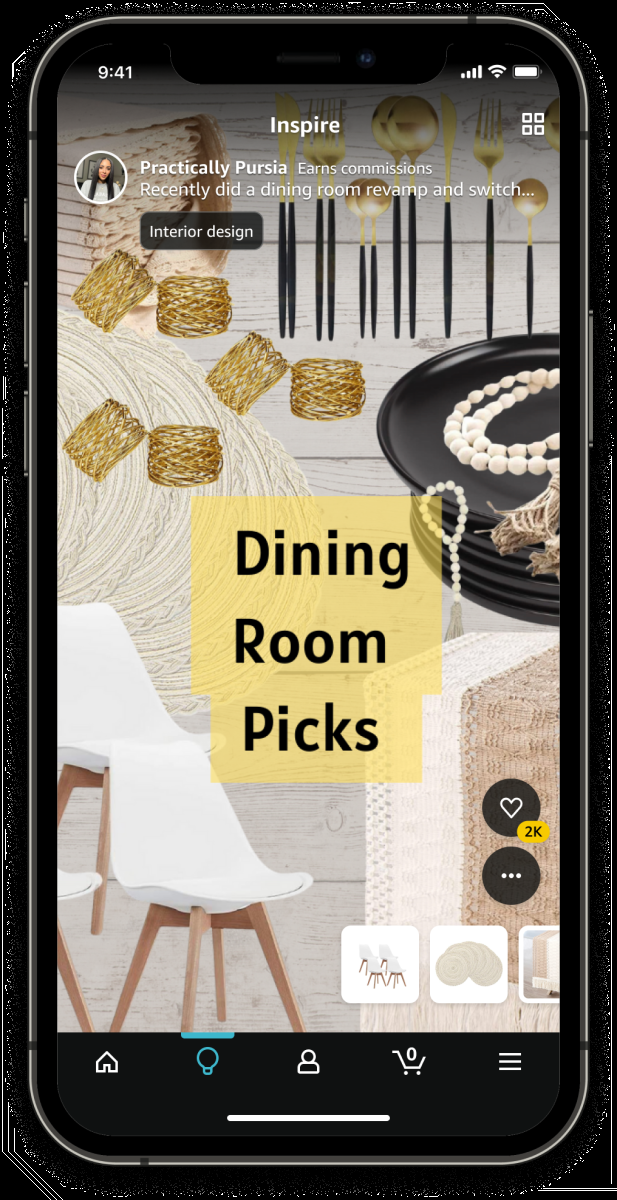 9:41
Inspire
Practically Pursia Earns commissions
Recently did a dining room revamp and switch...
Interior design
Dining
Room
Picks
2K
0